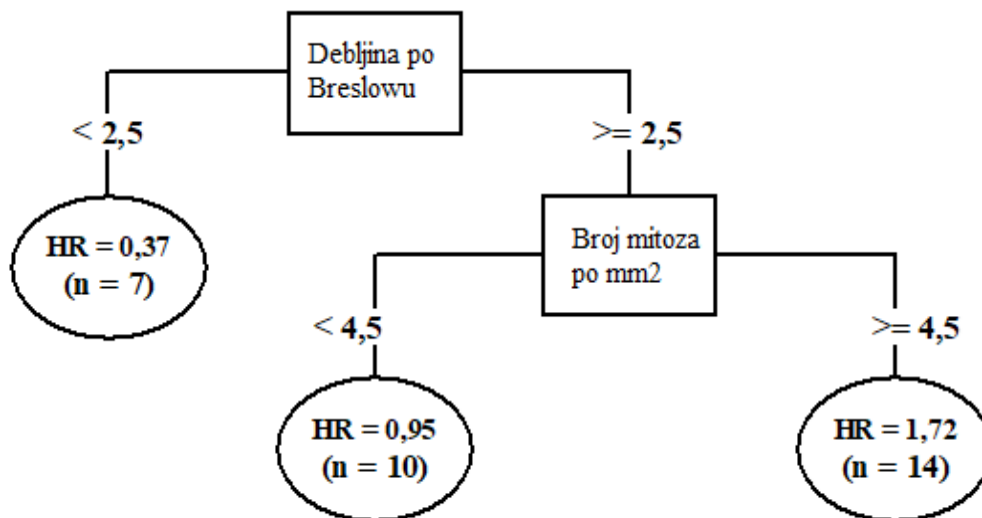 Debljina po
Breslowu
< 2,5
>= 2,5
HR = 0,37
(n = 7)
Broj mitoza
po mm2
< 4,5
>= 4,5
HR = 0,95
(n = 10)
HR = 1,72
(n = 14)